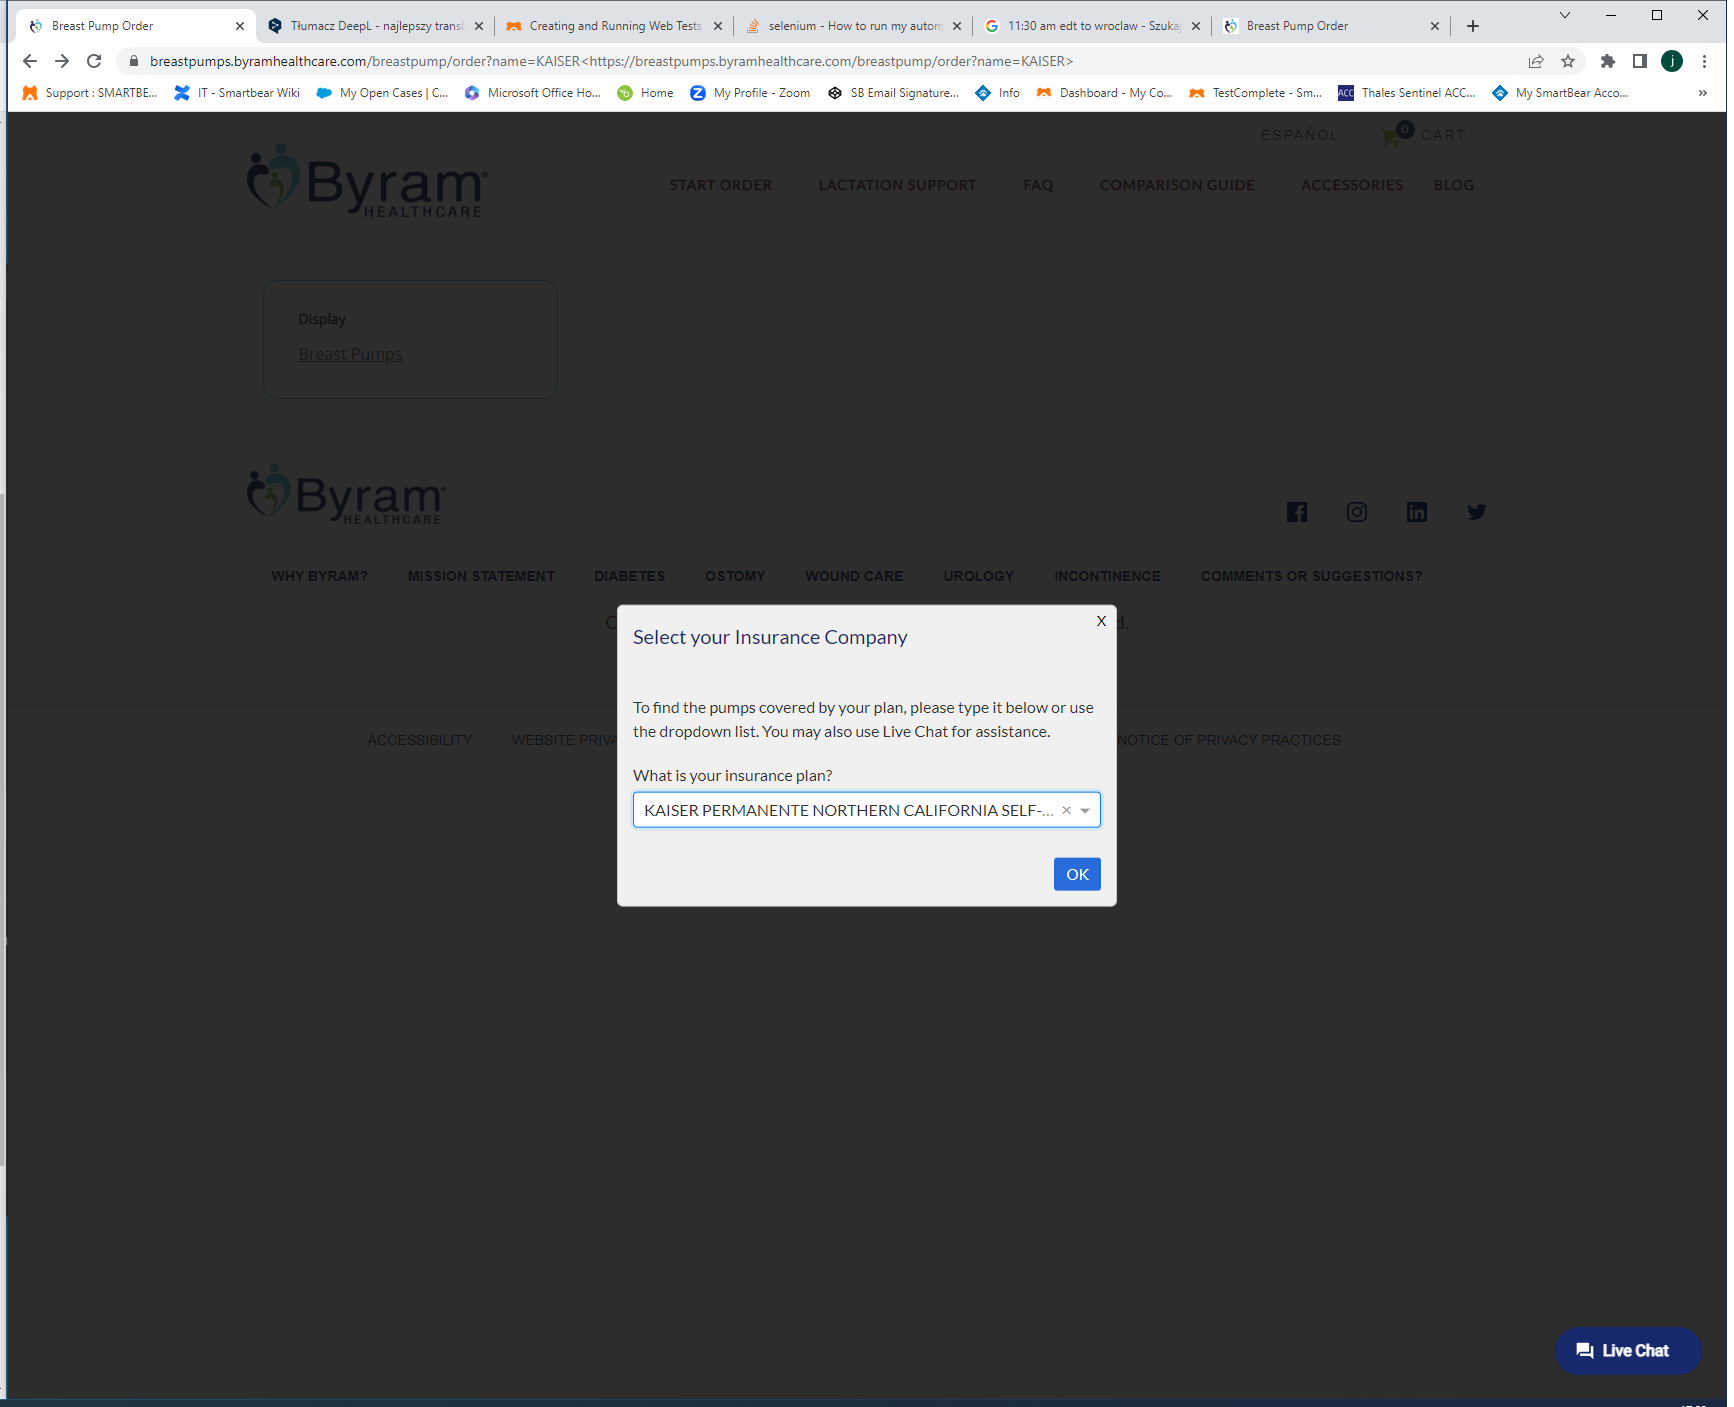 Breast Pump Order
Tłumacz DeepL - najlepszy transl
Creating and Running Web Tests
selenium - How to run my autom
11:30 am edt to wroclaw - Szuka
Breast Pump Order
breastpumps.byramhealthcare.com/breastpump/order?name=KAISER<https://breastpumps.byramhealthcare.com/breastpump/order?name=KAISER>
j
Support : SMARTBE...
IT - Smartbear Wiki
My Open Cases | C...
Microsoft Office Ho...
Home
My Profile - Zoom
SB Email Signature...
Info
Dashboard - My Co...
TestComplete - Sm...
ACC
Thales Sentinel ACC...
My SmartBear Acco...
ESPAÑOL
0
CART
Byram®
HEALTHCARE
START ORDER
LACTATION SUPPORT
FAQ
COMPARISON GUIDE
ACCESSORIES
BLOG
Display
Breast Pumps
Byram®
HEALTHCARE
WHY BYRAM?
MISSION STATEMENT
DIABETES
OSTOMY
WOUND CARE
UROLOGY
INCONTINENCE
COMMENTS OR SUGGESTIONS?
C
d.
X
Select your Insurance Company
To find the pumps covered by your plan, please type it below or use
the dropdown list. You may also use Live Chat for assistance.
ACCESSIBILITY
WEBSITE PRIVA
NOTICE OF PRIVACY PRACTICES
What is your insurance plan?
KAISER PERMANENTE NORTHERN CALIFORNIA SELF-...
OK
Live Chat